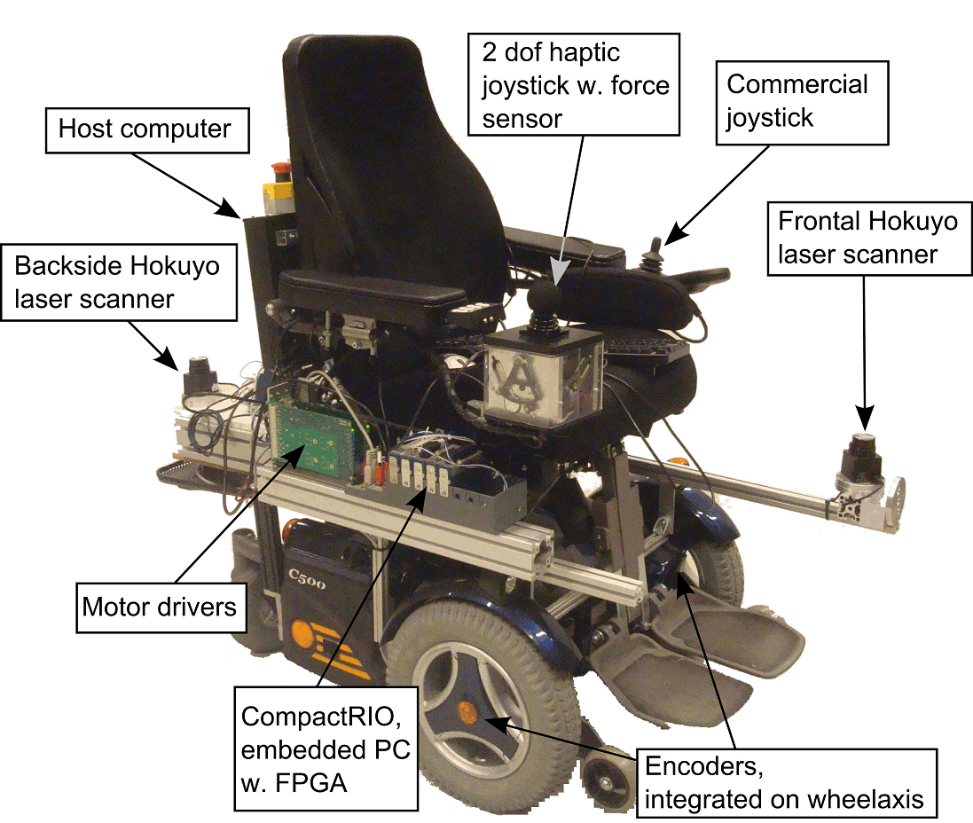 2 dof haptic
joystick w. force
sensor
Commercial
joystick
Host computer
Frontal Hokuyo
laser scanner
Backside Hokuyo
laser scanner
C500
Motor drivers
CompactRIO,
embedded PC
w. FPGA
Encoders,
integrated on wheelaxis